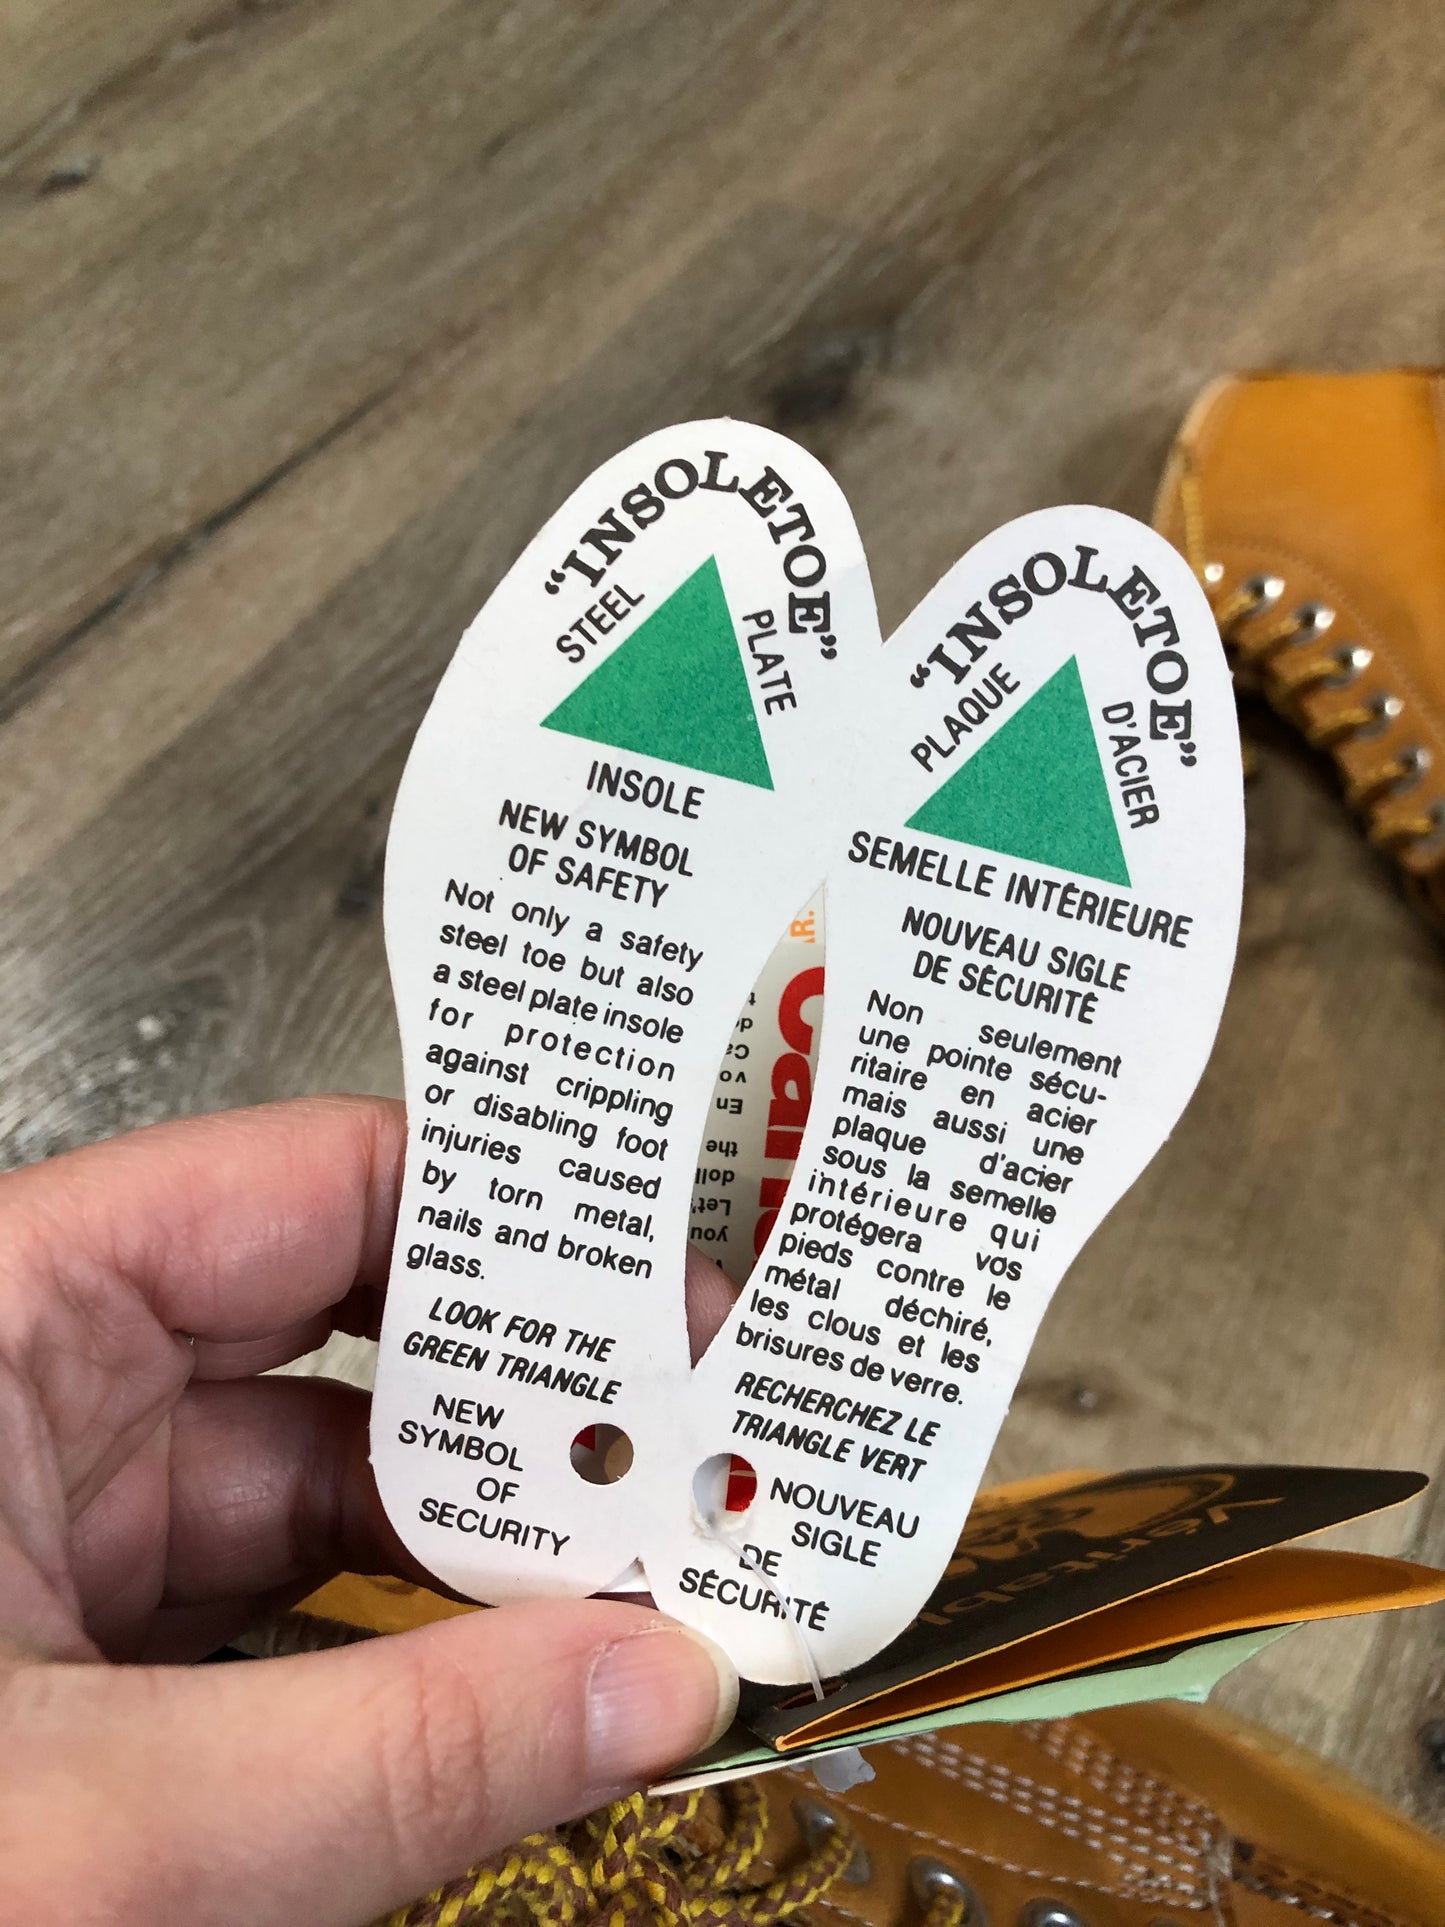 "INSOLETOE"
STEEL
PLATE
INSOLE
NEW SYMBOL
OF SAFETY
Not only a safety
steel toe but also
a steel plate insole
for protection
against crippling
or disabling foot
injuries caused
by torn metal,
nails and broken
glass.
LOOK FOR THE
GREEN TRIANGLE
NEW
SYMBOL
OF
SECURITY
"INSOLETOE"
PLAQUE
D'ACIER
SEMELLE INTÉRIEURE
NOUVEAU SIGLE
DE SÉCURITÉ
Non seulement
une pointe sécu-
ritaire en acier
mais aussi une
plaque d'acier
sous la semelle
intérieure qui
protégera vos
pieds contre le
métal déchiré,
les clous et les
brisures de verre.
RECHERCHEZ LE
TRIANGLE VERT
NOUVEAU
SIGLE
DE
SÉCURITÉ
En
the